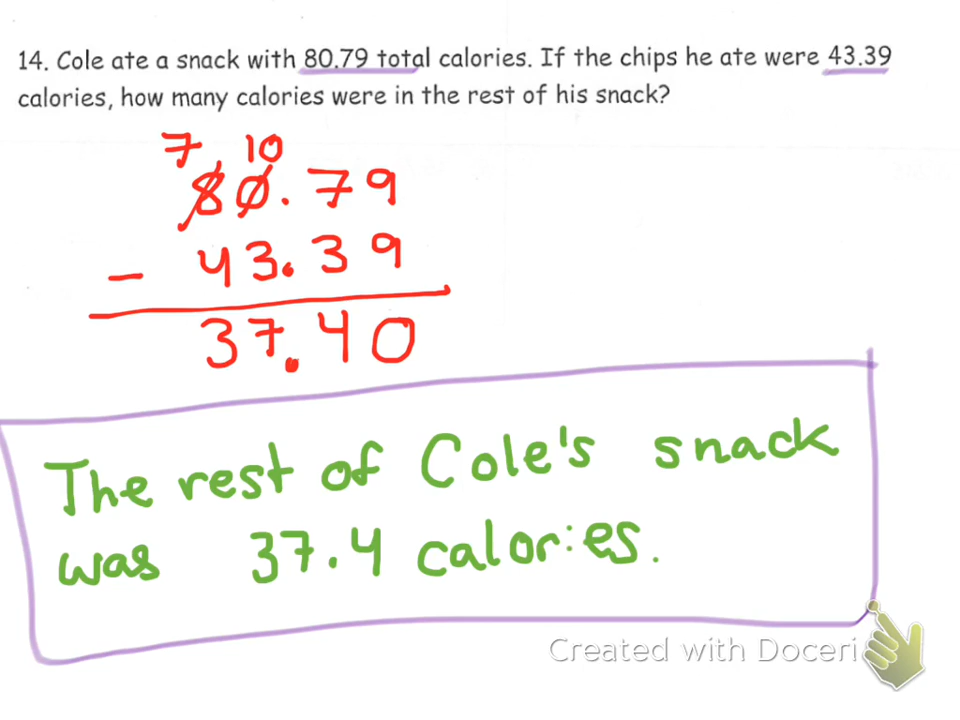 14. Cole ate a snack with 80.79 total calories. If the chips he ate were 43.39
calories, how many calories were in the rest of his snack?
7 10
80.79
- 43.39
37.40
The rest of Cole's snack
was 37.4 calories.
Created with Doceri